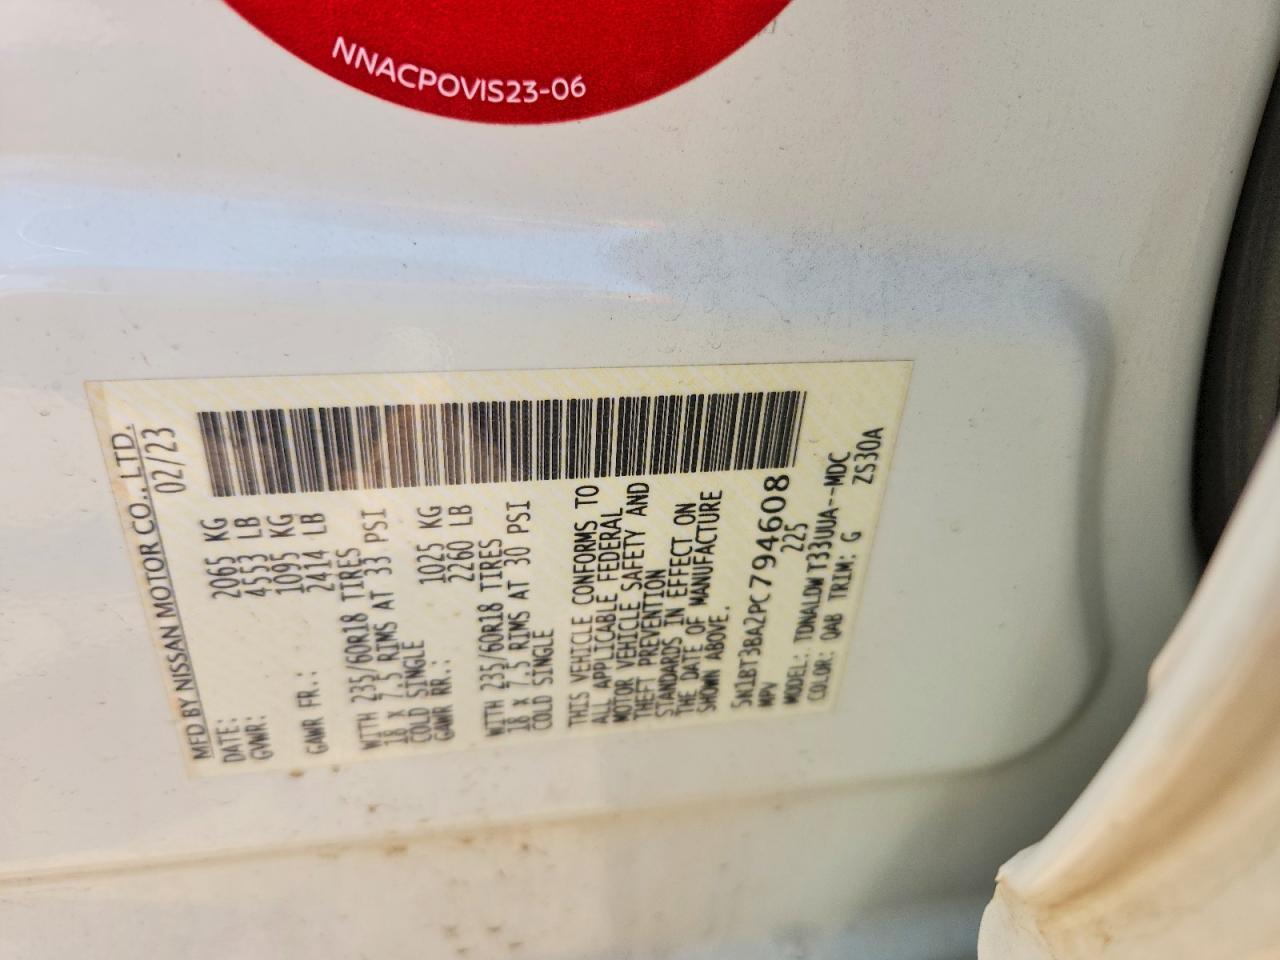 NNACPOVIS23-06
MFD BY NISSAN MOTOR CO., LTD.
DATE: 02/23
GVWR: 2065 KG
4553 LB
1095 KG
GAWR FR.: 2414 LB
WITH 235/60R18 TIRES
18 x 7.5 RIMS AT 33 PSI
COLD SINGLE
GAWR RR.: 1025 KG
2260 LB
WITH 235/60R18 TIRES
18 x 7.5 RIMS AT 30 PSI
COLD SINGLE
THIS VEHICLE CONFORMS TO
ALL APPLICABLE FEDERAL
MOTOR VEHICLE SAFETY AND
THEFT PREVENTION
STANDARDS IN EFFECT ON
THE DATE OF MANUFACTURE
SHOWN ABOVE.
5N1BT3BA2PC794608
MPV 225
MODEL: TDNALDW T33UUA--MDC
COLOR: QAB TRIM: G ZS30A